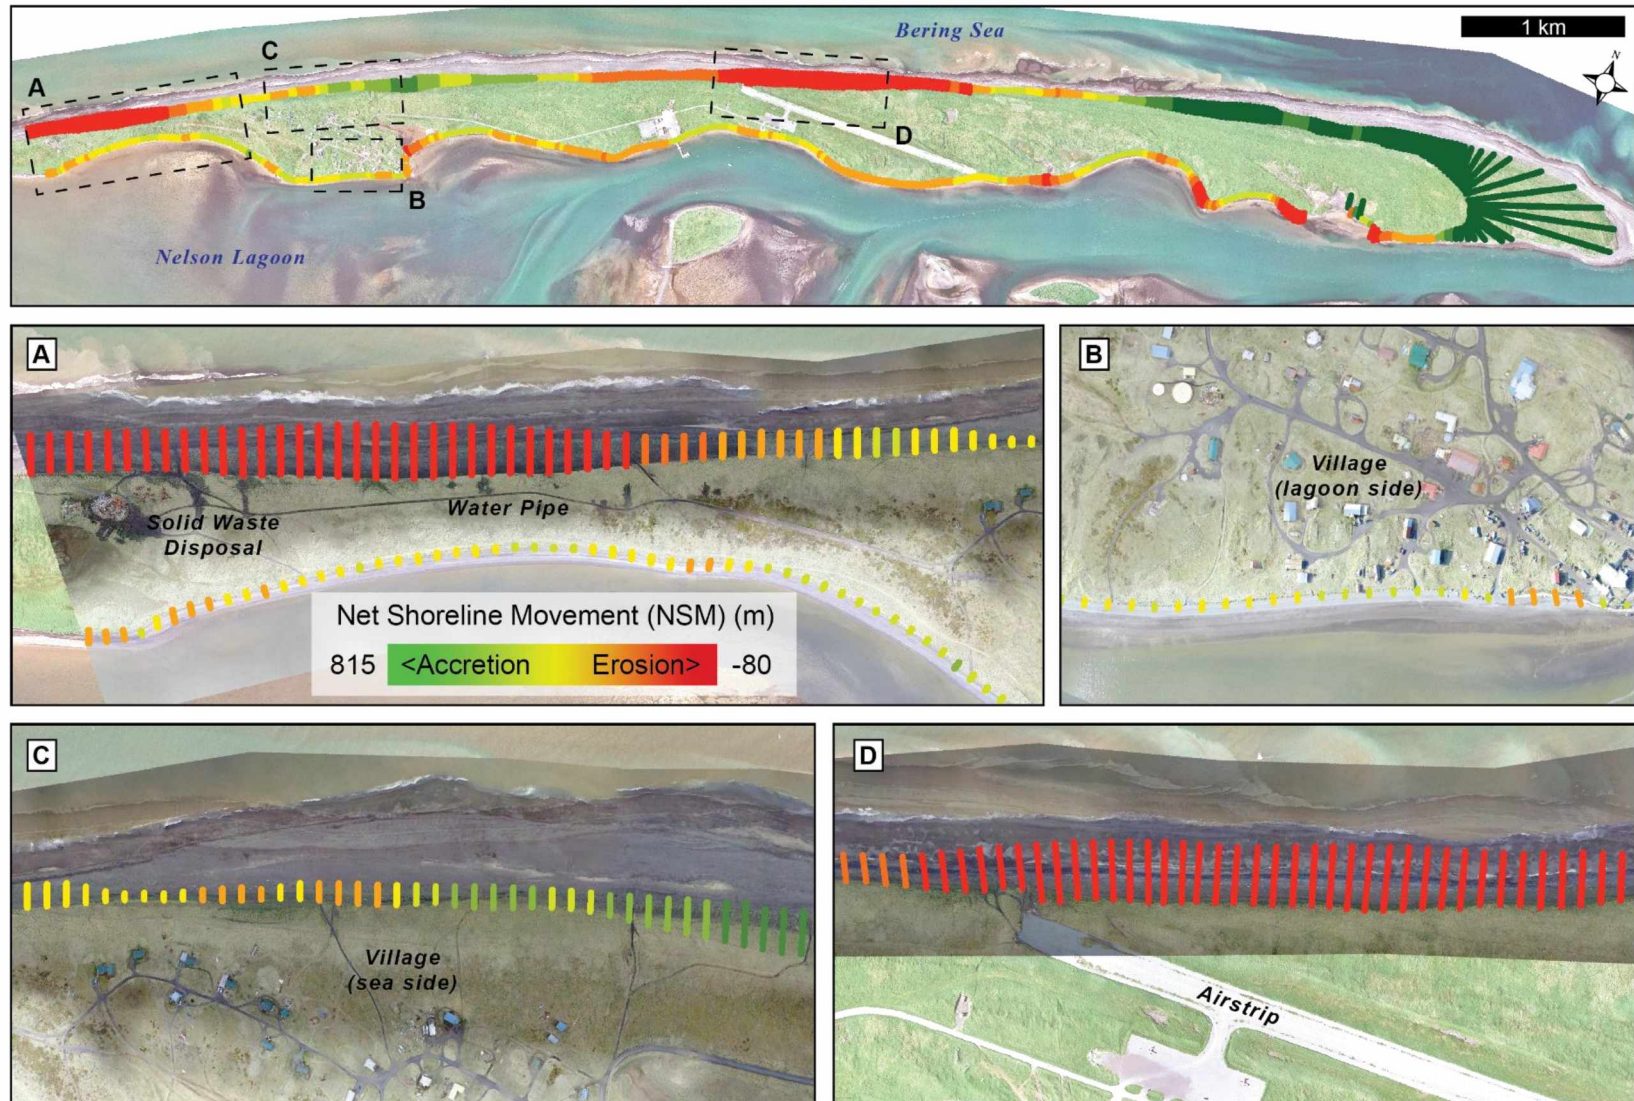 Bering Sea
1 km
N
C
A
D
B
Nelson Lagoon
A
Solid Waste
Disposal
Water Pipe
Net Shoreline Movement (NSM) (m)
815 <Accretion Erosion> -80
B
Village
(lagoon side)
C
Village
(sea side)
D
Airstrip